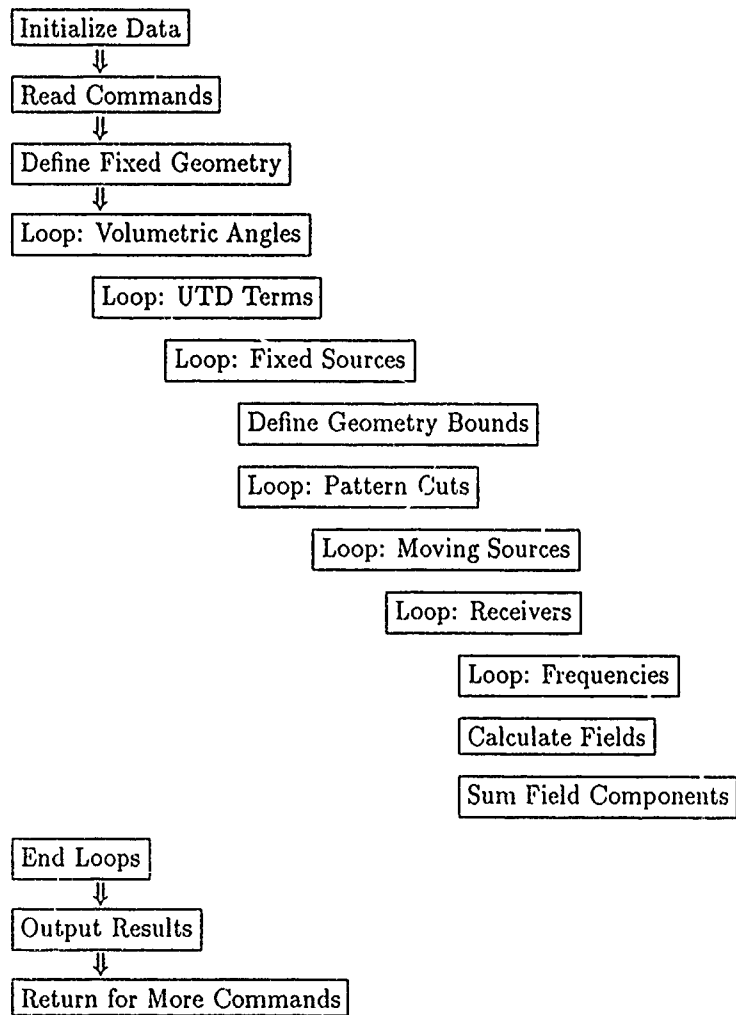 Initialize Data
⇓
Read Commands
⇓
Define Fixed Geometry
⇓
Loop: Volumetric Angles
Loop: UTD Terms
Loop: Fixed Sources
Define Geometry Bounds
Loop: Pattern Cuts
Loop: Moving Sources
Loop: Receivers
Loop: Frequencies
Calculate Fields
Sum Field Components
End Loops
⇓
Output Results
⇓
Return for More Commands